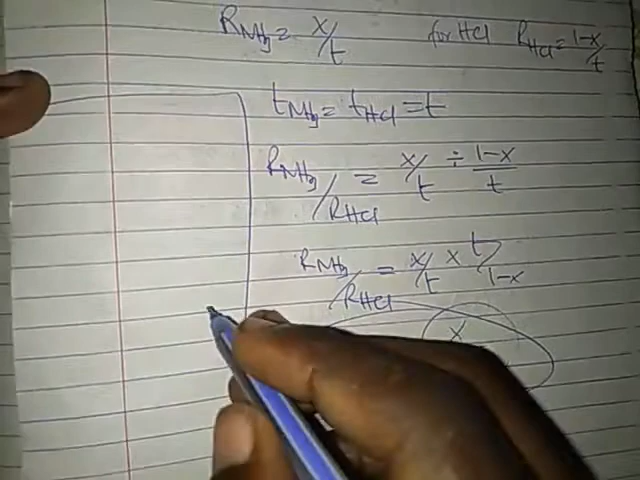 R_NH₃ = x/t    for HCl   R_HCl = 1-x/t
t_NH₃ = t_HCl = t
R_NH₃/R_HCl = x/t ÷ 1-x/t
R_NH₃/R_HCl = x/t × t/1-x
x